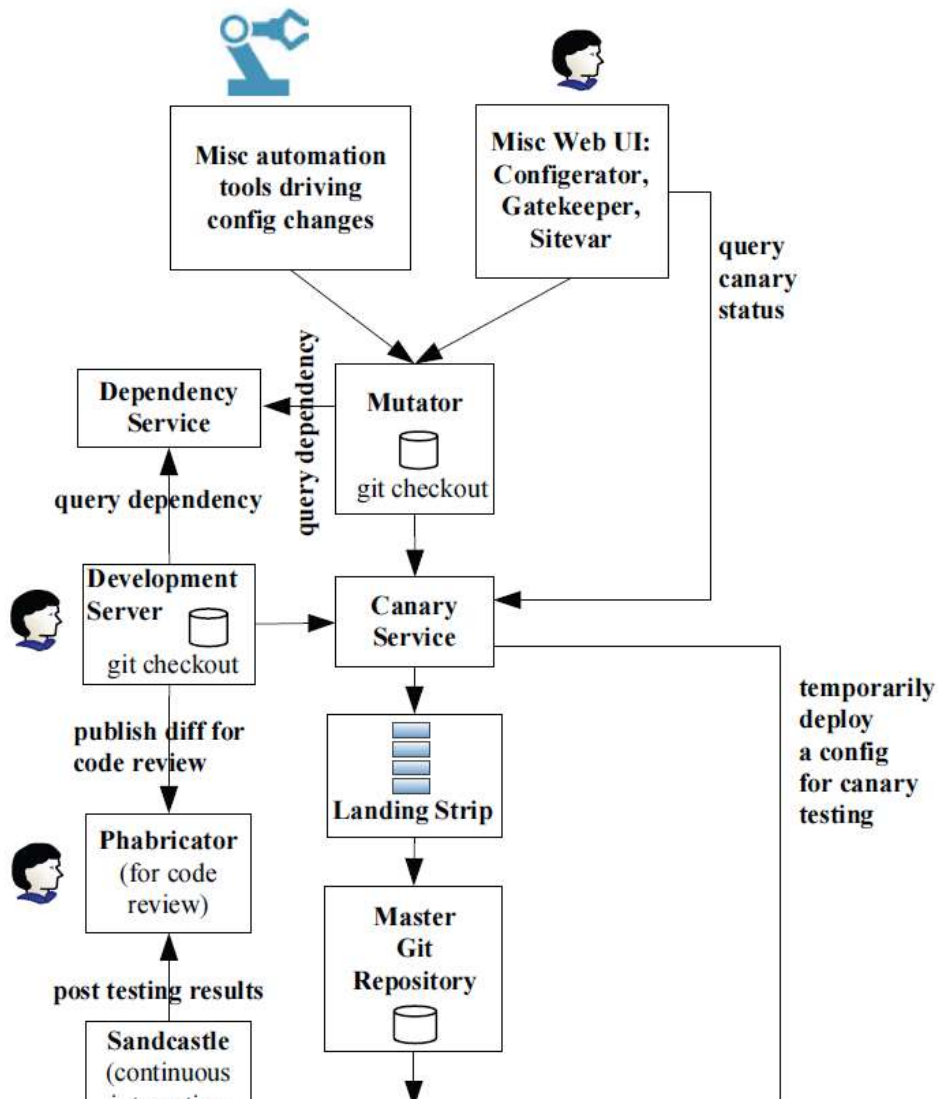 Misc automation
tools driving
config changes
Misc Web UI:
Configerator,
Gatekeeper,
Sitevar
query
canary
status
Dependency
Service
query dependency
Mutator
git checkout
query dependency
Development
Server
git checkout
Canary
Service
publish diff for
code review
temporarily
deploy
a config
for canary
testing
Landing Strip
Phabricator
(for code
review)
Master
Git
Repository
post testing results
Sandcastle
(continuous